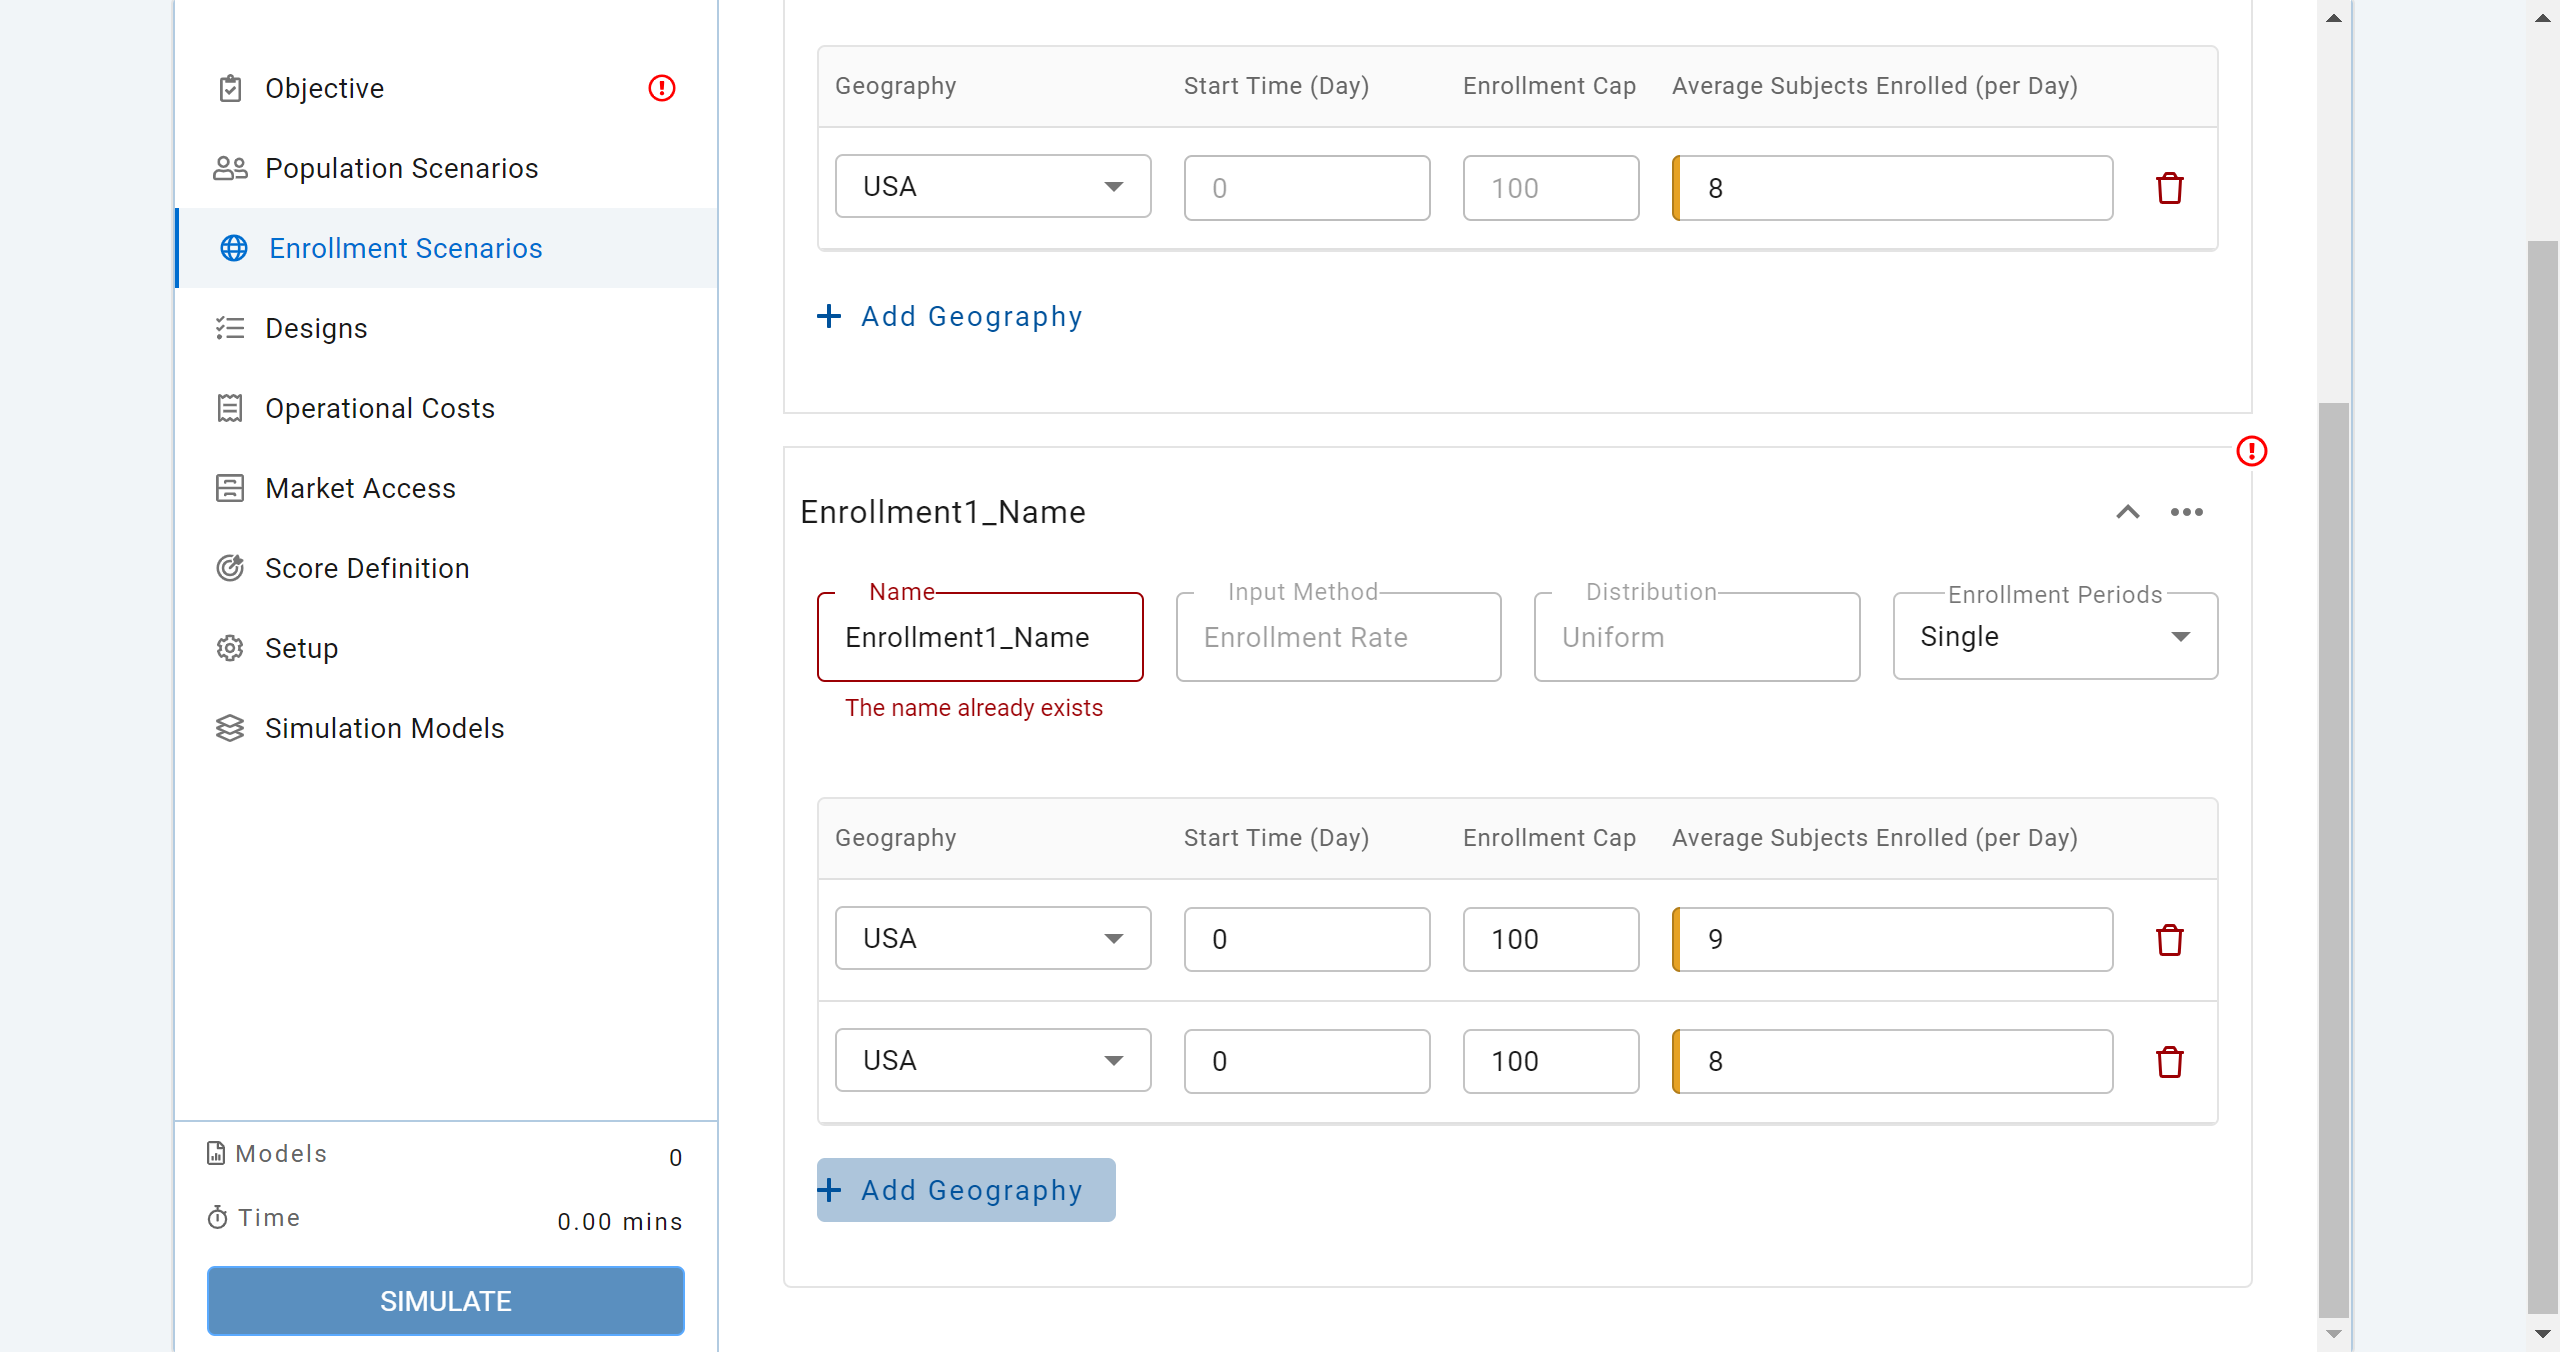 Objective
Population Scenarios
Enrollment Scenarios
Designs
Operational Costs
Market Access
Score Definition
Setup
Simulation Models
Models 0
Time 0.00 mins
SIMULATE
Geography Start Time (Day) Enrollment Cap Average Subjects Enrolled (per Day)
USA 0 100 8
+ Add Geography
Enrollment1_Name
Name Input Method Distribution Enrollment Periods
Enrollment1_Name Enrollment Rate Uniform Single
The name already exists
Geography Start Time (Day) Enrollment Cap Average Subjects Enrolled (per Day)
USA 0 100 9
USA 0 100 8
+ Add Geography